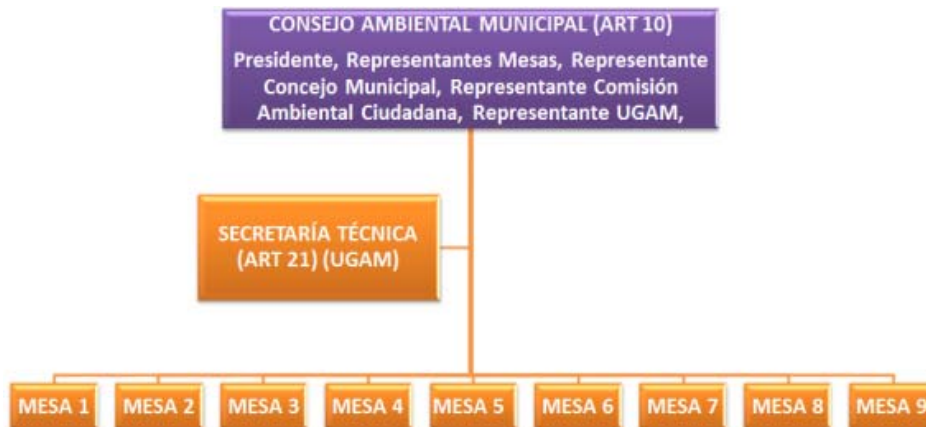 CONSEJO AMBIENTAL MUNICIPAL (ART 10)
Presidente, Representantes Mesas, Representante
Concejo Municipal, Representante Comisión
Ambiental Ciudadana, Representante UGAM,
SECRETARÍA TÉCNICA
(ART 21) (UGAM)
MESA 1 MESA 2 MESA 3 MESA 4 MESA 5 MESA 6 MESA 7 MESA 8 MESA 9